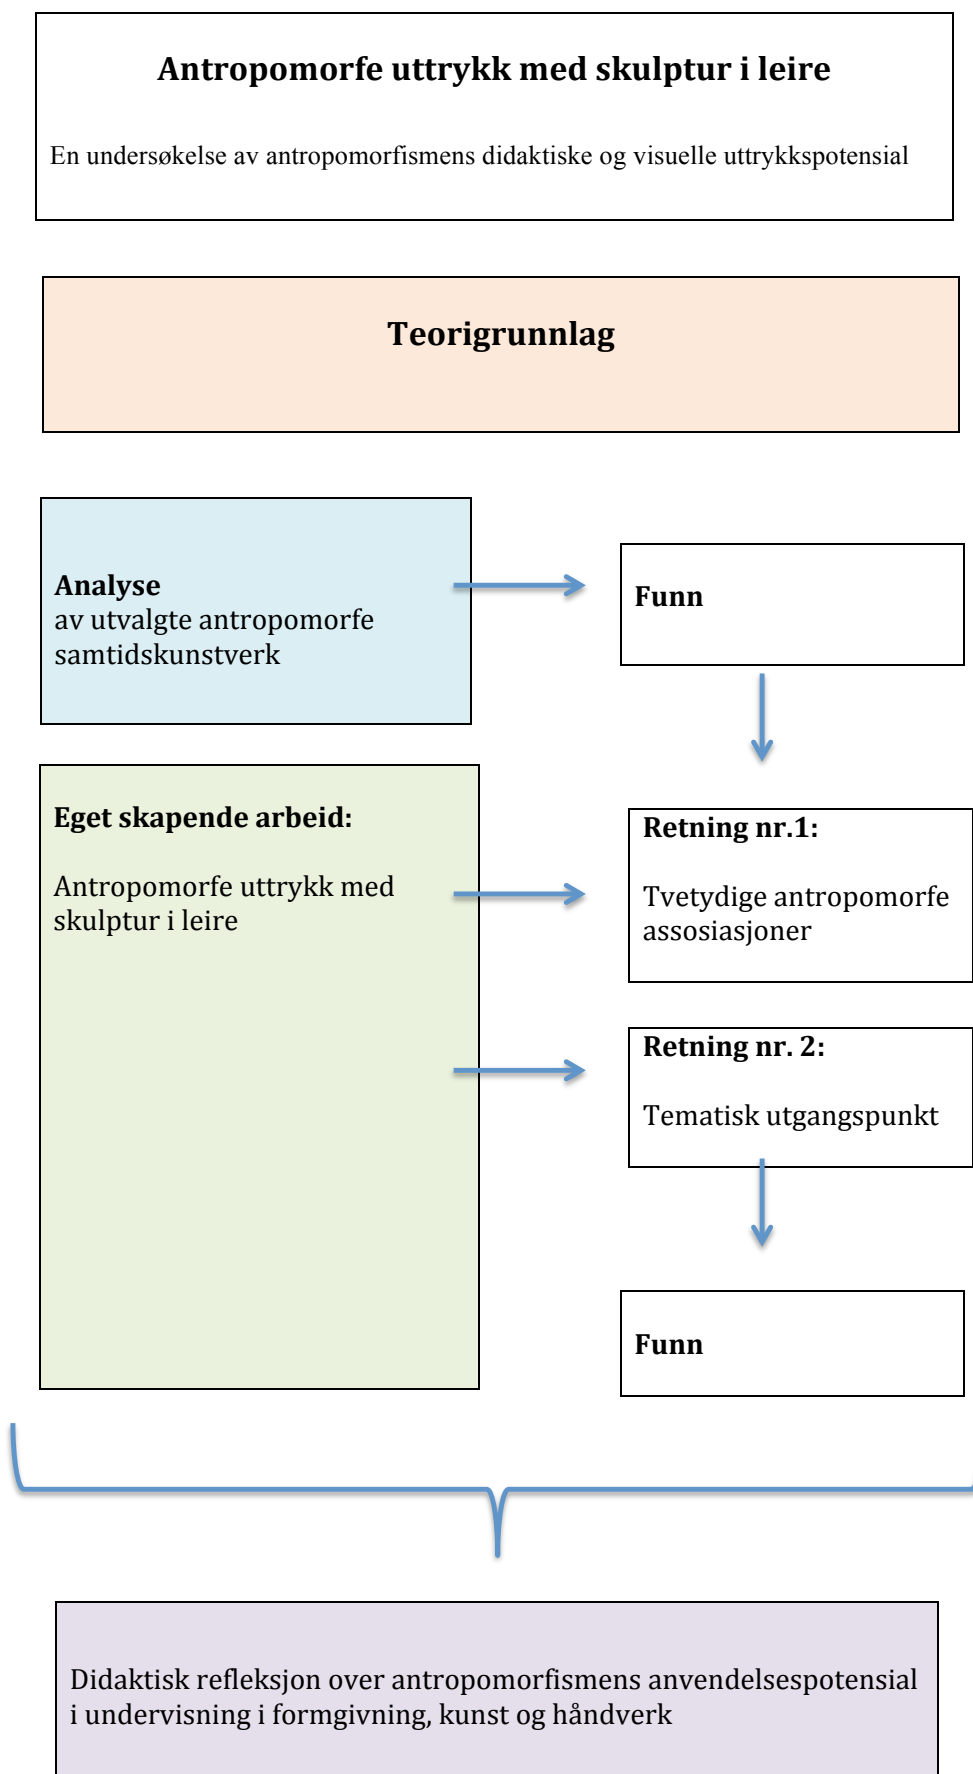 Antropomorfe uttrykk med skulptur i leire
En undersøkelse av antropomorfismens didaktiske og visuelle uttrykkspotensial
Teorigrunnlag
Analyse
av utvalgte antropomorfe
samtidskunstverk
Funn
Eget skapende arbeid:
Antropomorfe uttrykk med
skulptur i leire
Retning nr.1:
Tvetydige antropomorfe
assosiasjoner
Retning nr. 2:
Tematisk utgangspunkt
Funn
Didaktisk refleksjon over antropomorfismens anvendelsespotensial
i undervisning i formgivning, kunst og håndverk